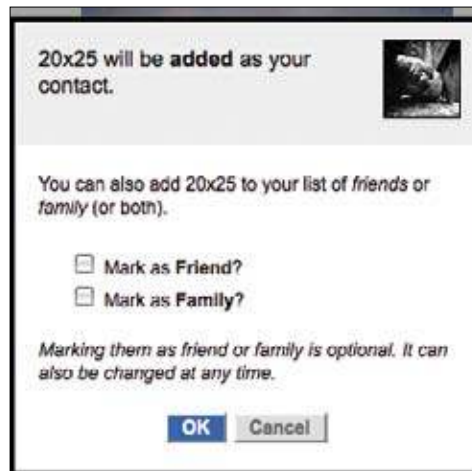 20x25 will be added as your
contact.
You can also add 20x25 to your list of friends or
family (or both).
Mark as Friend?
Mark as Family?
Marking them as friend or family is optional. It can
also be changed at any time.
OK Cancel